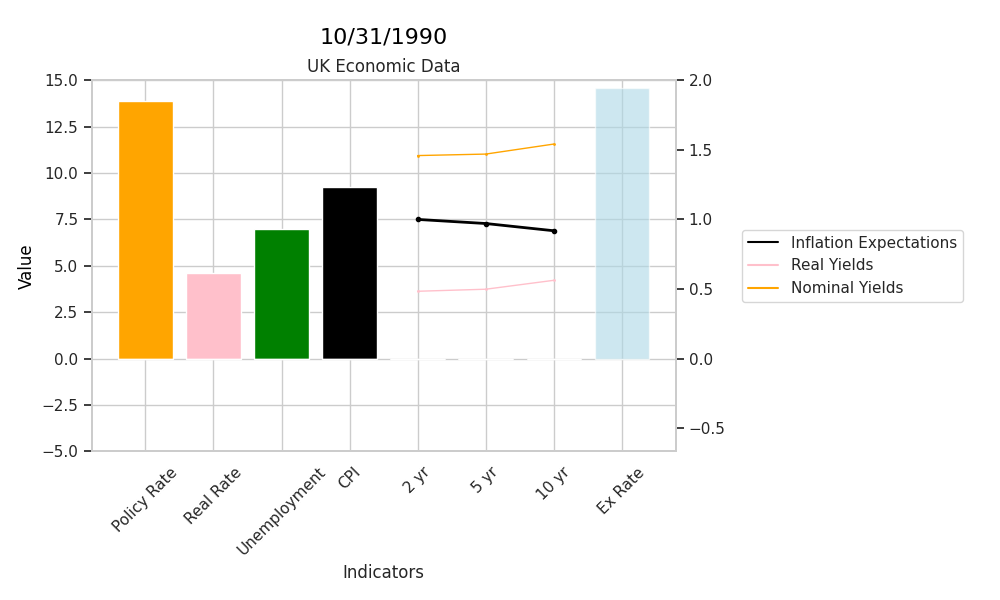 10/31/1990
UK Economic Data
15.0
12.5
10.0
7.5
5.0
2.5
0.0
−2.5
−5.0
Value
2.0
1.5
1.0
0.5
0.0
−0.5
Inflation Expectations
Real Yields
Nominal Yields
Policy Rate
Real Rate
Unemployment
CPI
2 yr
5 yr
10 yr
Ex Rate
Indicators